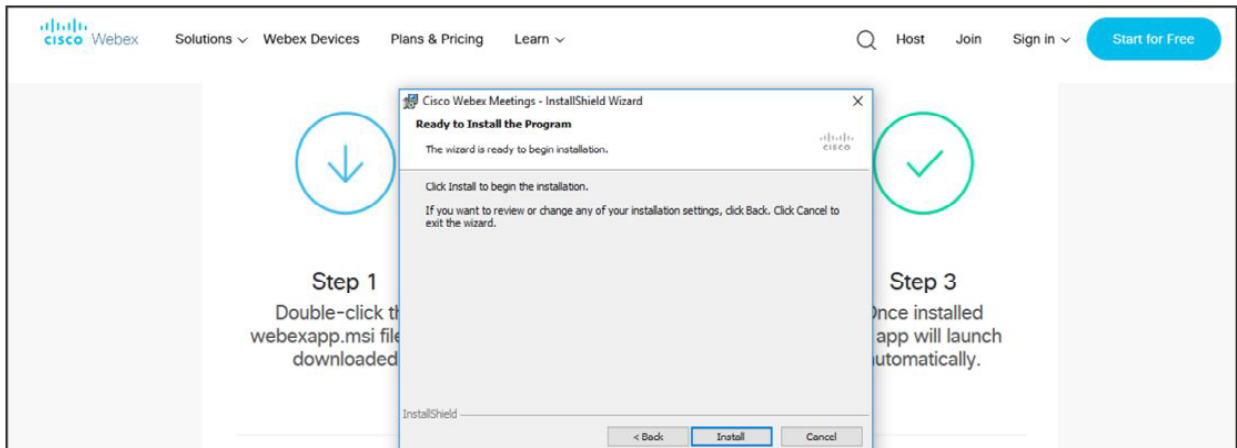 cisco Webex Solutions Webex Devices Plans & Pricing Learn Host Join Sign in Start for Free
Cisco Webex Meetings - InstallShield Wizard
Ready to Install the Program
The wizard is ready to begin installation.
cisco
Click Install to begin the installation.
If you want to review or change any of your installation settings, click Back. Click Cancel to
exit the wizard.
Step 1
Double-click th
webexapp.msi file
downloaded
Step 3
Once installed
app will launch
automatically.
InstallShield
< Back Install Cancel